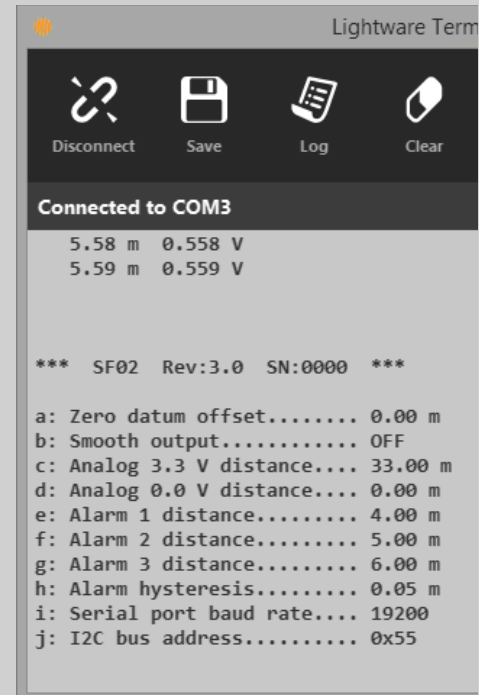 Lightware Term
Disconnect Save Log Clear
Connected to COM3
5.58 m 0.558 V
5.59 m 0.559 V
*** SF02 Rev:3.0 SN:0000 ***
a: Zero datum offset........ 0.00 m
b: Smooth output............ OFF
c: Analog 3.3 V distance.... 33.00 m
d: Analog 0.0 V distance.... 0.00 m
e: Alarm 1 distance......... 4.00 m
f: Alarm 2 distance......... 5.00 m
g: Alarm 3 distance......... 6.00 m
h: Alarm hysteresis......... 0.05 m
i: Serial port baud rate.... 19200
j: I2C bus address.......... 0x55